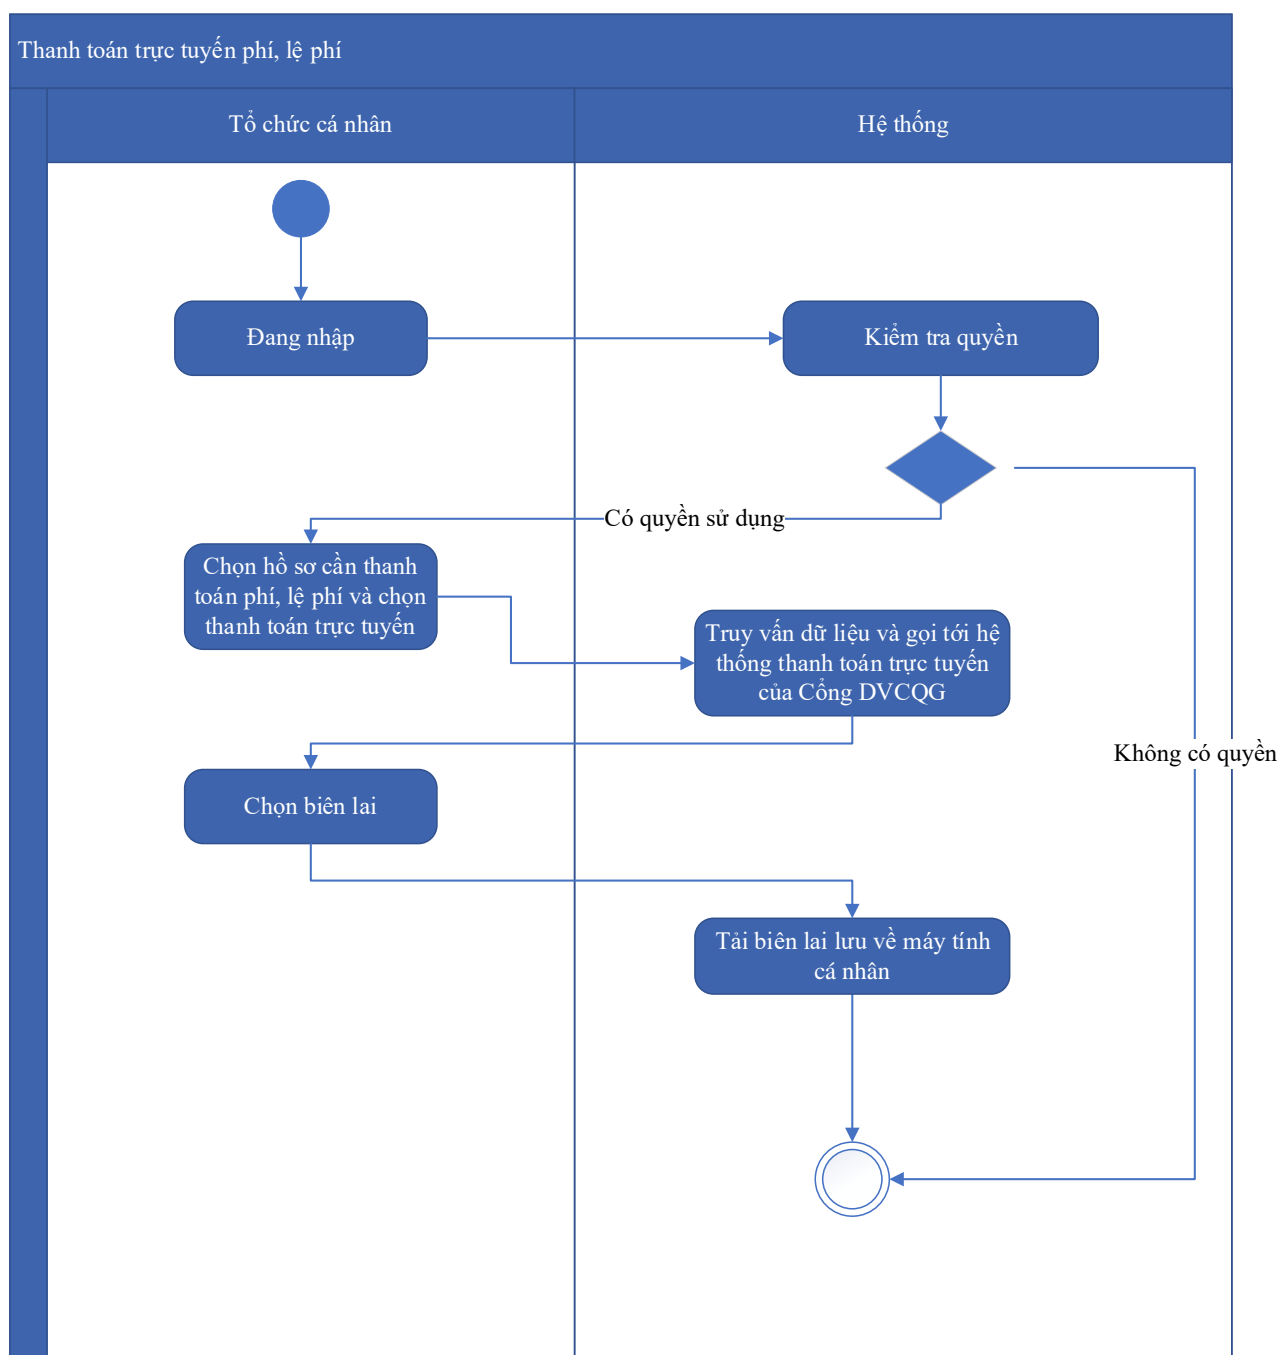 Thanh toán trực tuyến phí, lệ phí
Tổ chức cá nhân
Hệ thống
Đang nhập
Kiểm tra quyền
Có quyền sử dụng
Chọn hồ sơ cần thanh
toán phí, lệ phí và chọn
thanh toán trực tuyến
Truy vấn dữ liệu và gọi tới hệ
thống thanh toán trực tuyến
của Cổng DVCQG
Không có quyền
Chọn biên lai
Tải biên lai lưu về máy tính
cá nhân